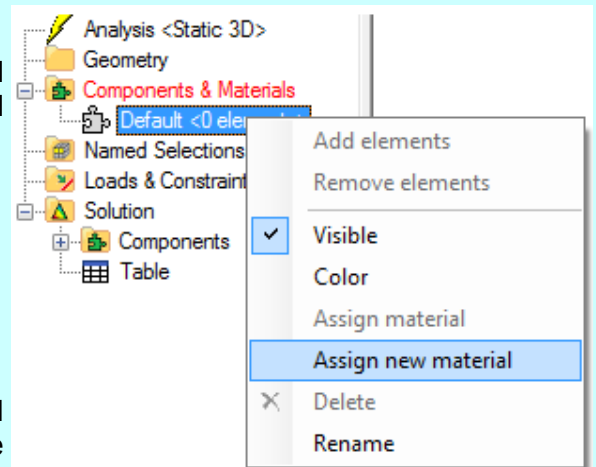 Analysis <Static 3D>
Geometry
Components & Materials
Default <0
Named Selections
Loads & Constraint
Solution
Components
Table
Add elements
Remove elements
Visible
Color
Assign material
Assign new material
Delete
Rename